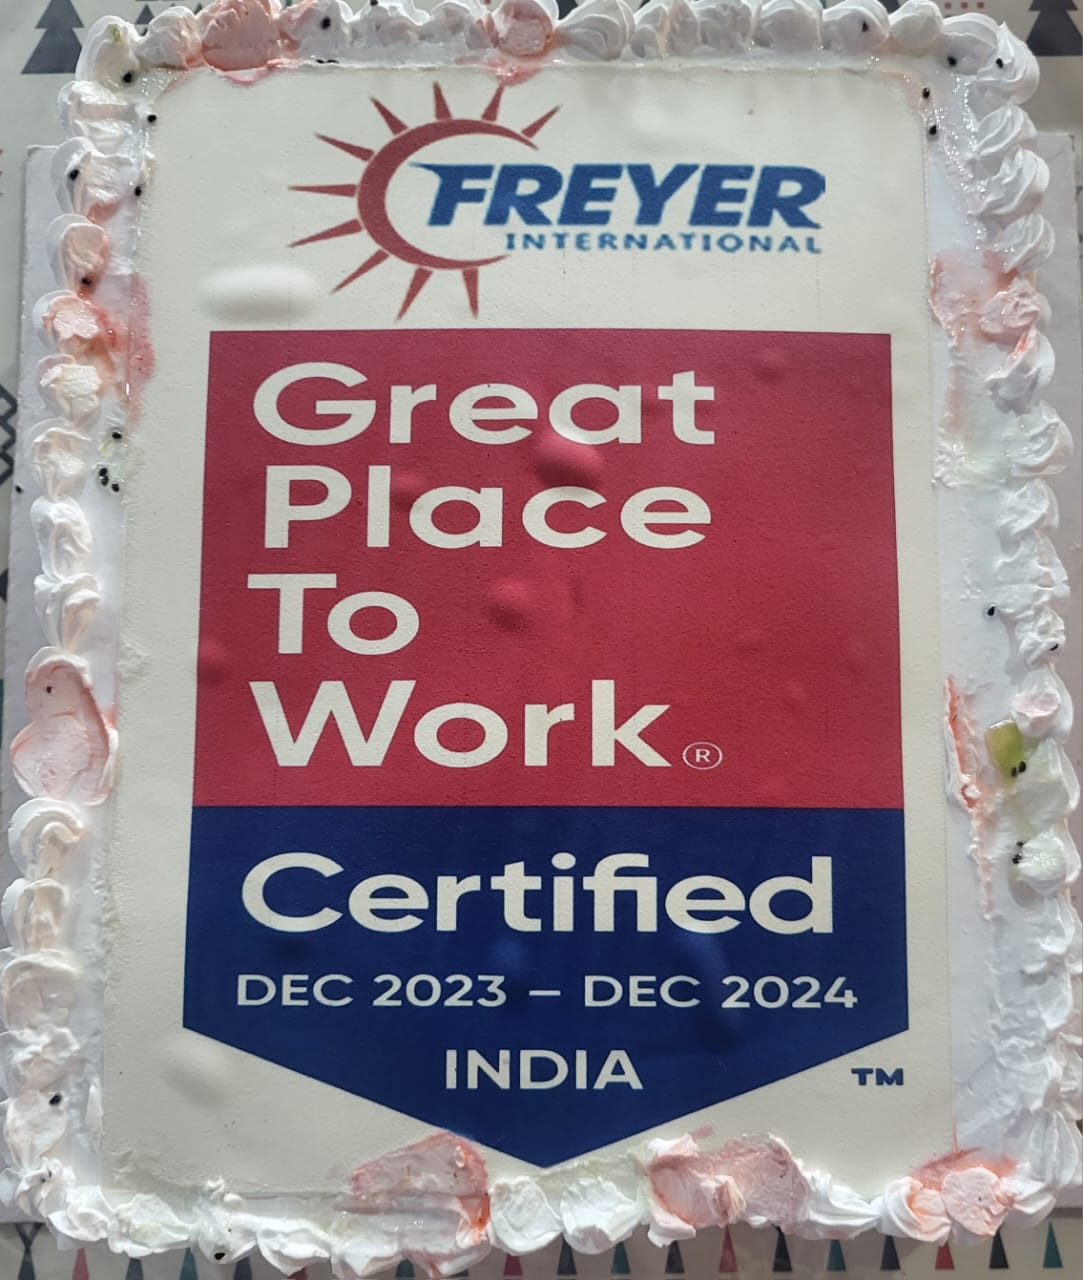 FREYER
INTERNATIONAL
Great
Place
To
Work®
Certified
DEC 2023 – DEC 2024
INDIA
TM